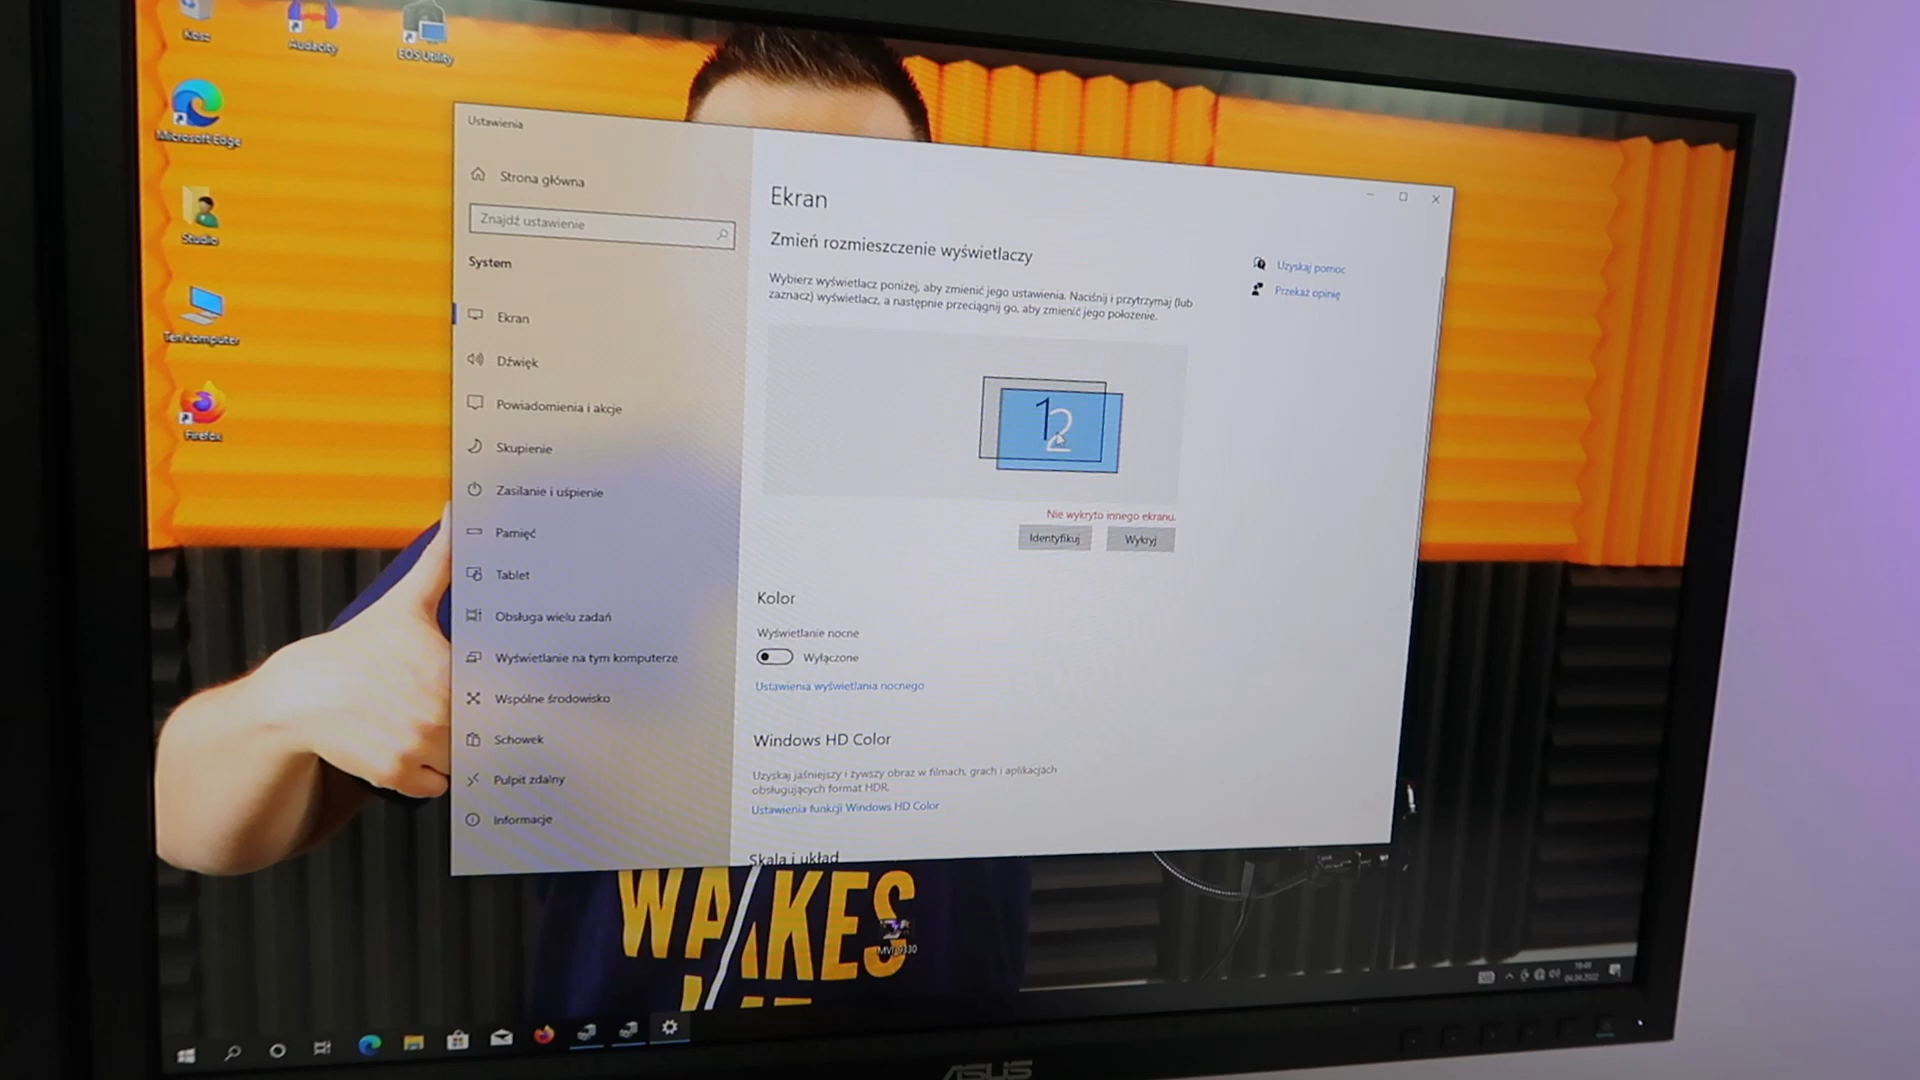 Kosz
Audacity
EOS Utility
Microsoft Edge
Studio
Ten komputer
Firefox
Ustawienia
Strona główna
Znajdź ustawienie
System
Ekran
Dźwięk
Powiadomienia i akcje
Skupienie
Zasilanie i uśpienie
Pamięć
Tablet
Obsługa wielu zadań
Wyświetlanie na tym komputerze
Wspólne środowisko
Schowek
Pulpit zdalny
Informacje
Ekran
Zmień rozmieszczenie wyświetlaczy
Wybierz wyświetlacz poniżej, aby zmienić jego ustawienia. Naciśnij i przytrzymaj (lub
zaznacz) wyświetlacz, a następnie przeciągnij go, aby zmienić jego położenie.
1
2
Nie wykryto innego ekranu.
Identyfikuj
Wykryj
Kolor
Wyświetlanie nocne
Wyłączone
Ustawienia wyświetlania nocnego
Windows HD Color
Uzyskaj jaśniejszy i żywszy obraz w filmach, grach i aplikacjach
obsługujących format HDR.
Ustawienia funkcji Windows HD Color
Skala i układ
Uzyskaj pomoc
Przekaż opinię
WAKES
ASUS